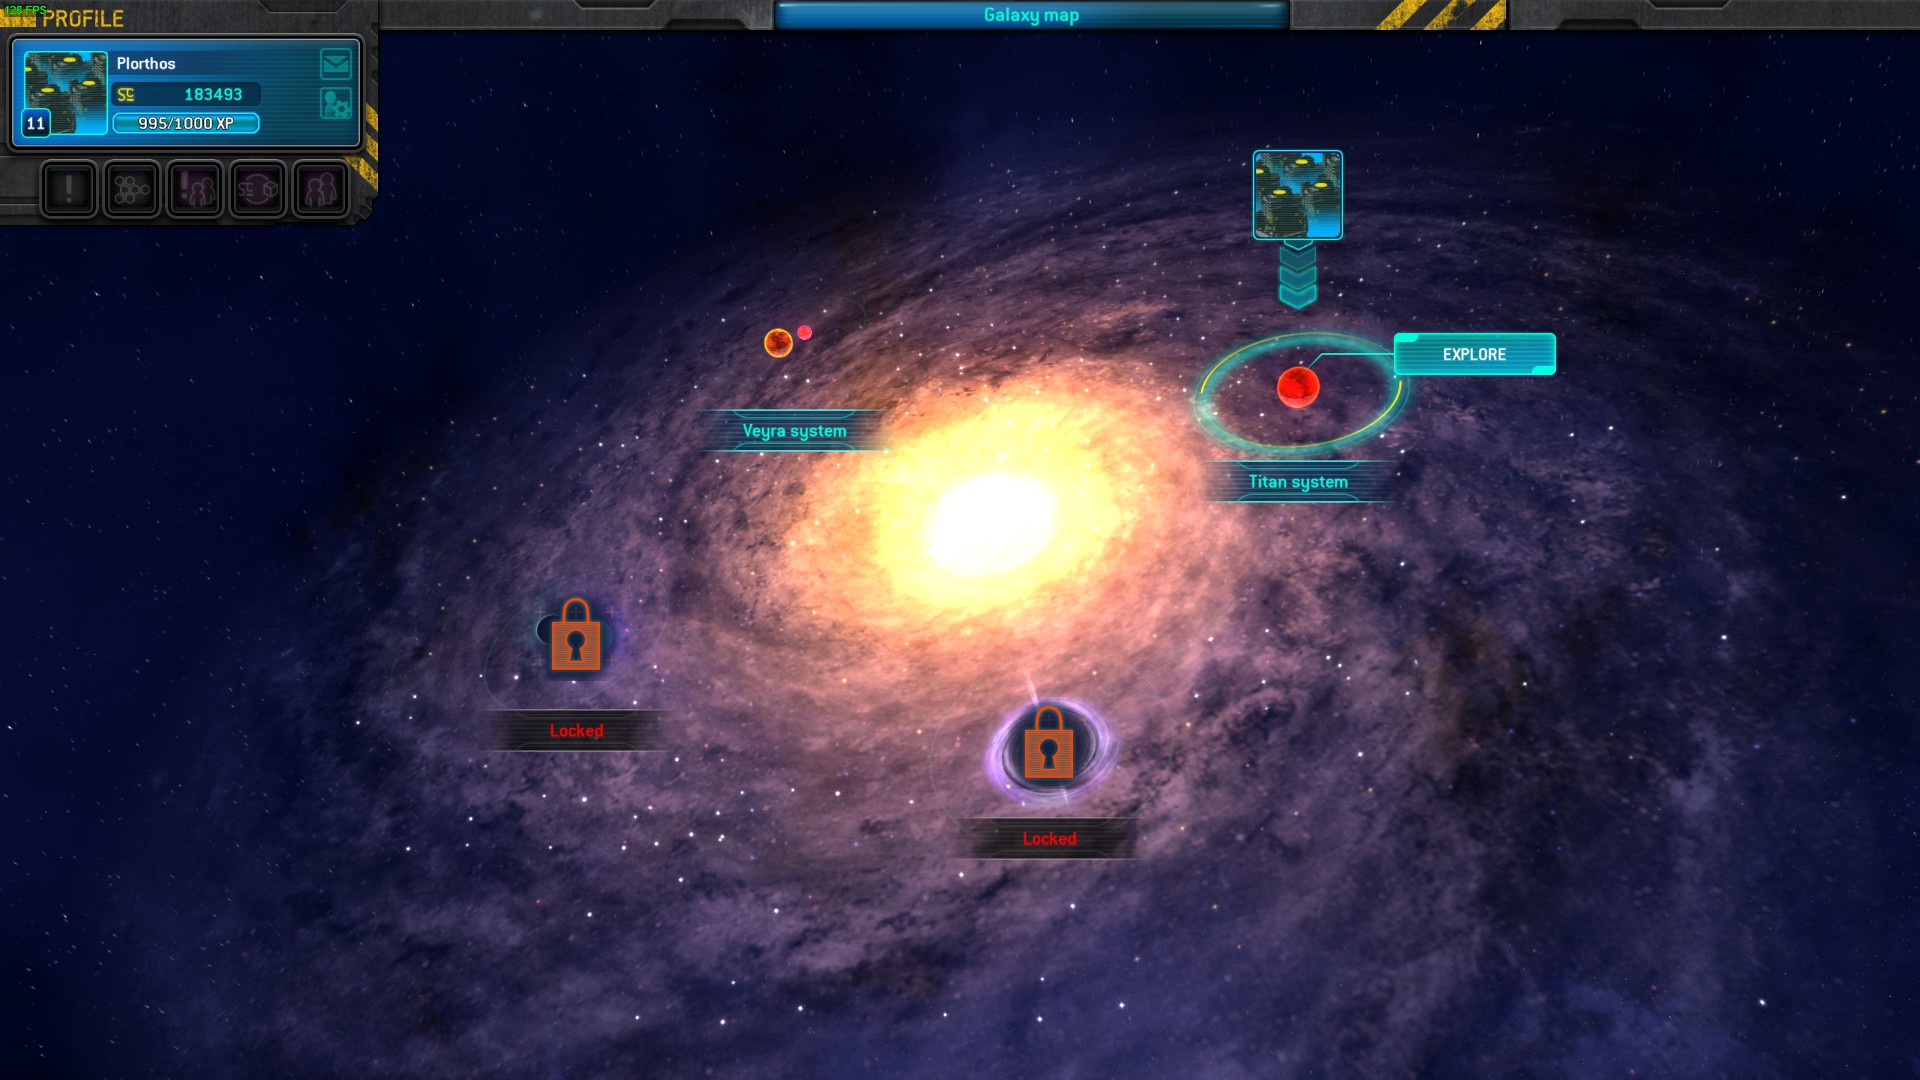 128 FPS
PROFILE
Galaxy map
Plorthos
183493
11
995/1000 XP
EXPLORE
Veyra system
Titan system
Locked
Locked